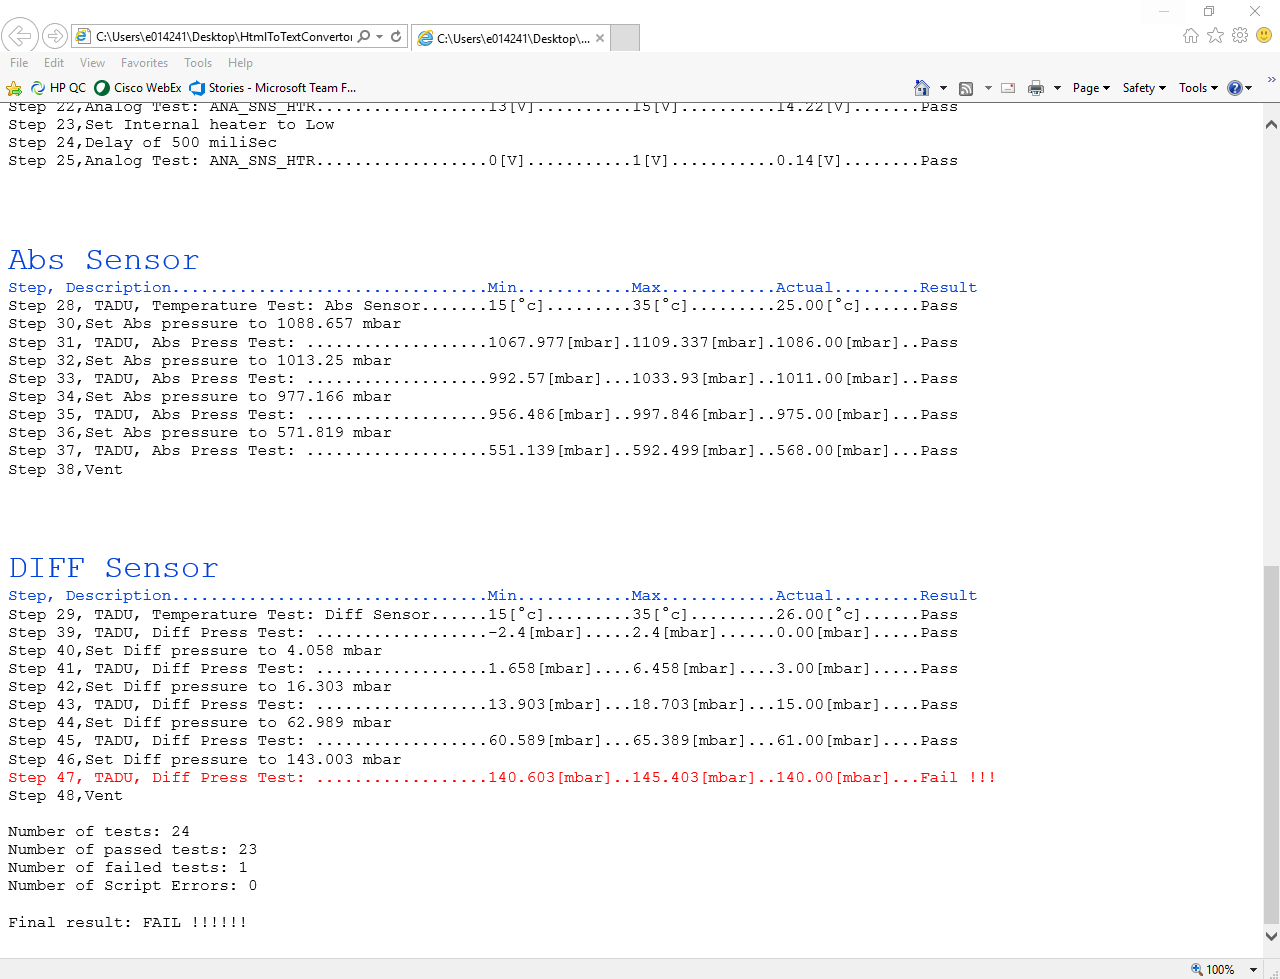 C:\Users\e014241\Desktop\HtmlToTextConvertor
C:\Users\e014241\Desktop\...
File Edit View Favorites Tools Help
HP QC Cisco WebEx Stories - Microsoft Team F...
Page Safety Tools
Step 22,Analog Test: ANA_SNS_HTR..................13[V]..........15[V]..........14.22[V].......Pass
Step 23,Set Internal heater to Low
Step 24,Delay of 500 miliSec
Step 25,Analog Test: ANA_SNS_HTR..................0[V]...........1[V]...........0.14[V]........Pass
Abs Sensor
Step, Description.................................Min............Max............Actual.........Result
Step 28, TADU, Temperature Test: Abs Sensor.......15[°c].........35[°c].........25.00[°c]......Pass
Step 30,Set Abs pressure to 1088.657 mbar
Step 31, TADU, Abs Press Test: ...................1067.977[mbar].1109.337[mbar].1086.00[mbar]..Pass
Step 32,Set Abs pressure to 1013.25 mbar
Step 33, TADU, Abs Press Test: ...................992.57[mbar]...1033.93[mbar]..1011.00[mbar]..Pass
Step 34,Set Abs pressure to 977.166 mbar
Step 35, TADU, Abs Press Test: ...................956.486[mbar]..997.846[mbar]..975.00[mbar]...Pass
Step 36,Set Abs pressure to 571.819 mbar
Step 37, TADU, Abs Press Test: ...................551.139[mbar]..592.499[mbar]..568.00[mbar]...Pass
Step 38,Vent
DIFF Sensor
Step, Description.................................Min............Max............Actual.........Result
Step 29, TADU, Temperature Test: Diff Sensor......15[°c].........35[°c].........26.00[°c]......Pass
Step 39, TADU, Diff Press Test: ..................-2.4[mbar].....2.4[mbar]......0.00[mbar].....Pass
Step 40,Set Diff pressure to 4.058 mbar
Step 41, TADU, Diff Press Test: ..................1.658[mbar]....6.458[mbar]....3.00[mbar].....Pass
Step 42,Set Diff pressure to 16.303 mbar
Step 43, TADU, Diff Press Test: ..................13.903[mbar]...18.703[mbar]...15.00[mbar]....Pass
Step 44,Set Diff pressure to 62.989 mbar
Step 45, TADU, Diff Press Test: ..................60.589[mbar]...65.389[mbar]...61.00[mbar]....Pass
Step 46,Set Diff pressure to 143.003 mbar
Step 47, TADU, Diff Press Test: ..................140.603[mbar]..145.403[mbar]..140.00[mbar]...Fail !!!
Step 48,Vent
Number of tests: 24
Number of passed tests: 23
Number of failed tests: 1
Number of Script Errors: 0
Final result: FAIL !!!!!!
100%